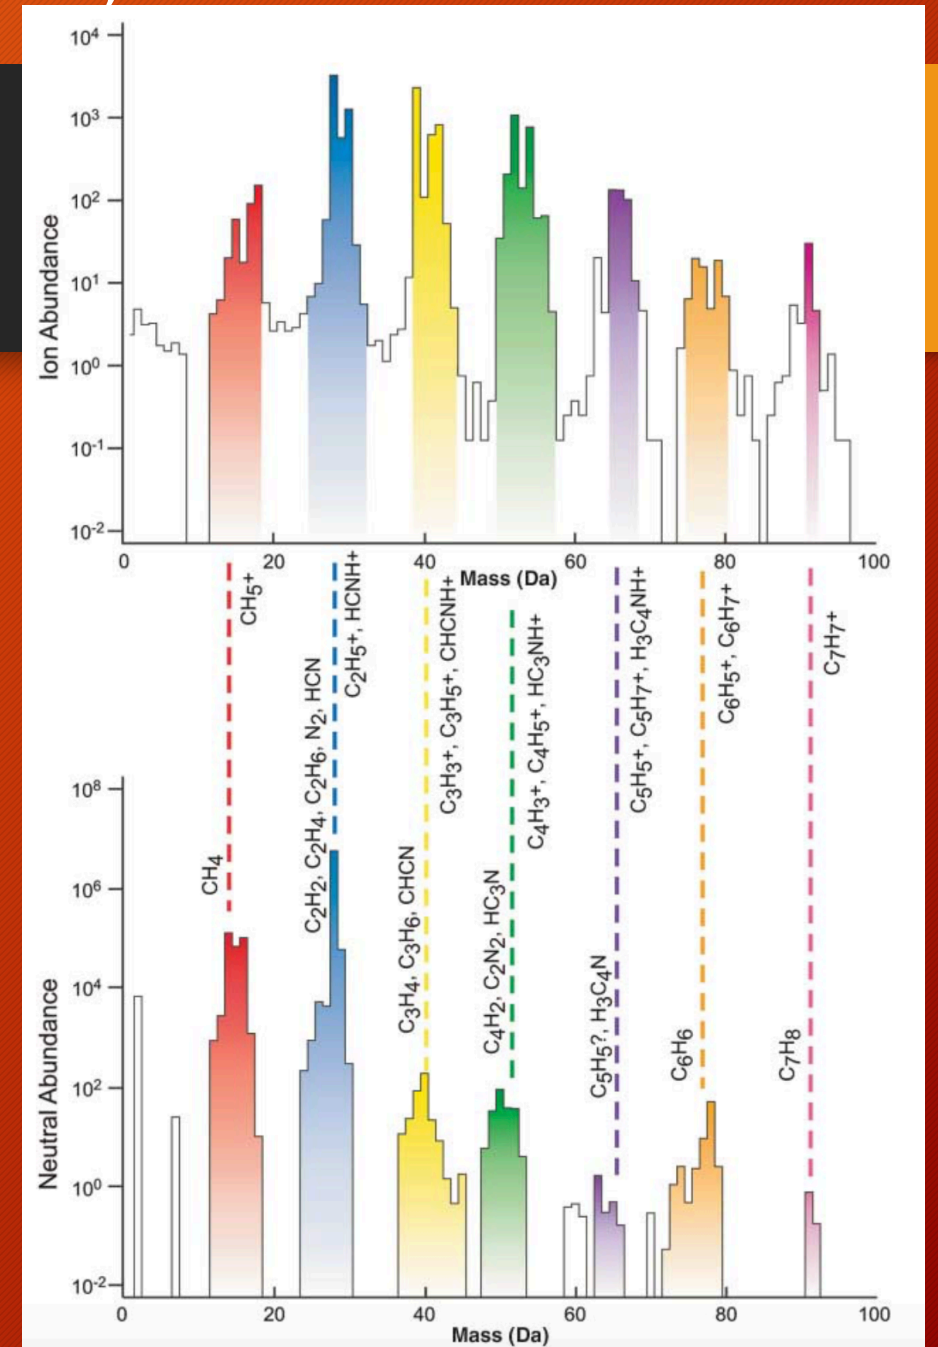 10⁴
10³
10²
10¹
10⁰
10⁻¹
10⁻²
Ion Abundance
0 20 40 60 80 100
Mass (Da)
CH₅+
C₂H₅+, HCNH+
C₃H₃+, C₃H₅+, CHCNH+
C₄H₃+, C₄H₅+, HC₃NH+
C₅H₅+, C₅H₇+, H₃C₄NH+
C₆H₅+, C₆H₇+
C₇H₇+
CH₄
C₂H₂, C₂H₄, C₂H₆, N₂, HCN
C₃H₄, C₃H₆, CHCN
C₄H₂, C₂N₂, HC₃N
C₅H₅?, H₃C₄N
C₆H₆
C₇H₈
10⁸
10⁶
10⁴
10²
10⁰
10⁻²
Neutral Abundance
0 20 40 60 80 100
Mass (Da)